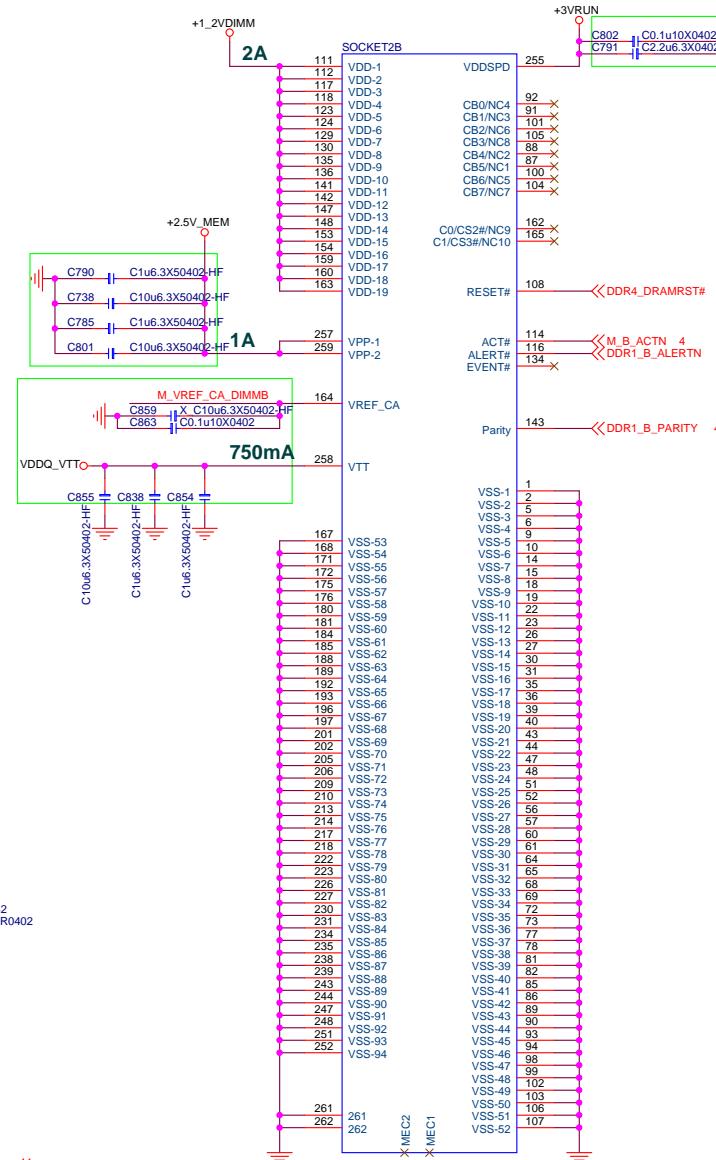 +3VRUN
+1_2VDIMM
C802 C0.1u10X0402
C791 C2.2u6.3X0402
2A
SOCKET2B
111 VDD-1
112 VDD-2
117 VDD-3
118 VDD-4
123 VDD-5
124 VDD-6
129 VDD-7
130 VDD-8
135 VDD-9
136 VDD-10
141 VDD-11
142 VDD-12
147 VDD-13
148 VDD-14
153 VDD-15
154 VDD-16
159 VDD-17
160 VDD-18
163 VDD-19
VDDSPD 255
CB0/NC4 92
CB1/NC3 91
CB2/NC6 101
CB3/NC8 105
CB4/NC2 88
CB5/NC1 87
CB6/NC5 100
CB7/NC7 104
C0/CS2#/NC9 162
C1/CS3#/NC10 165
RESET# 108 DDR4_DRAMRST#
+2.5V_MEM
C790 C1u6.3X50402-HF
C738 C10u6.3X50402-HF
C785 C1u6.3X50402-HF
C801 C10u6.3X50402-HF
1A
257 VPP-1
259 VPP-2
ACT# 114 M_B_ACTN 4
ALERT# 116 DDR1_B_ALERTN
EVENT# 134
M_VREF_CA_DIMMB
164 VREF_CA
C859 X_C10u6.3X50402-HF
C863 C0.1u10X0402
Parity 143 DDR1_B_PARITY
750mA
VDDQ_VTT
258 VTT
C855 C838 C854
C10u6.3X50402-HF
C1u6.3X50402-HF
C1u6.3X50402-HF
VSS-1 1
VSS-2 2
VSS-3 5
VSS-4 6
VSS-5 9
VSS-6 10
VSS-7 14
VSS-8 15
VSS-9 18
VSS-10 19
VSS-11 22
VSS-12 23
VSS-13 26
VSS-14 27
VSS-15 30
VSS-16 31
VSS-17 35
VSS-18 36
VSS-19 39
VSS-20 40
VSS-21 43
VSS-22 44
VSS-23 47
VSS-24 48
VSS-25 51
VSS-26 52
VSS-27 56
VSS-28 57
VSS-29 60
VSS-30 61
VSS-31 64
VSS-32 65
VSS-33 68
VSS-34 69
VSS-35 72
VSS-36 73
VSS-37 77
VSS-38 78
VSS-39 81
VSS-40 82
VSS-41 85
VSS-42 86
VSS-43 89
VSS-44 90
VSS-45 93
VSS-46 94
VSS-47 98
VSS-48 99
VSS-49 102
VSS-50 103
VSS-51 106
VSS-52 107
167 VSS-53
168 VSS-54
171 VSS-55
172 VSS-56
175 VSS-57
176 VSS-58
180 VSS-59
181 VSS-60
184 VSS-61
185 VSS-62
188 VSS-63
189 VSS-64
192 VSS-65
193 VSS-66
196 VSS-67
197 VSS-68
201 VSS-69
202 VSS-70
205 VSS-71
206 VSS-72
209 VSS-73
210 VSS-74
213 VSS-75
214 VSS-76
217 VSS-77
218 VSS-78
222 VSS-79
223 VSS-80
226 VSS-81
227 VSS-82
230 VSS-83
231 VSS-84
234 VSS-85
235 VSS-86
238 VSS-87
239 VSS-88
243 VSS-89
244 VSS-90
247 VSS-91
248 VSS-92
251 VSS-93
252 VSS-94
261 261
262 262
MEC2
MEC1
2
R0402